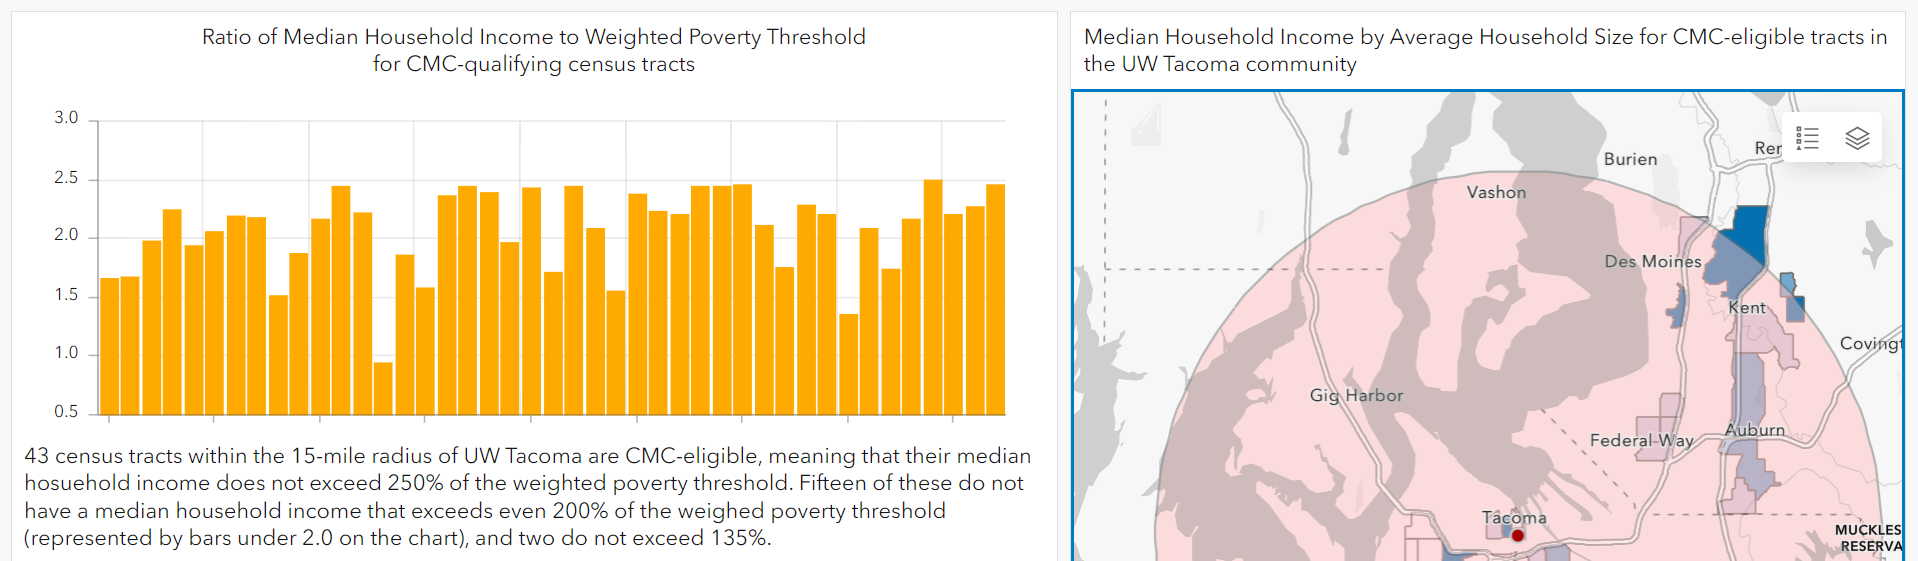 Ratio of Median Household Income to Weighted Poverty Threshold
for CMC-qualifying census tracts
3.0
2.5
2.0
1.5
1.0
0.5
43 census tracts within the 15-mile radius of UW Tacoma are CMC-eligible, meaning that their median
hosuehold income does not exceed 250% of the weighted poverty threshold. Fifteen of these do not
have a median household income that exceeds even 200% of the weighed poverty threshold
(represented by bars under 2.0 on the chart), and two do not exceed 135%.
Median Household Income by Average Household Size for CMC-eligible tracts in
the UW Tacoma community
Burien
Ren
Vashon
Des Moines
Kent
Covingt
Gig Harbor
Auburn
Federal Way
Tacoma
MUCKLES
RESERVA